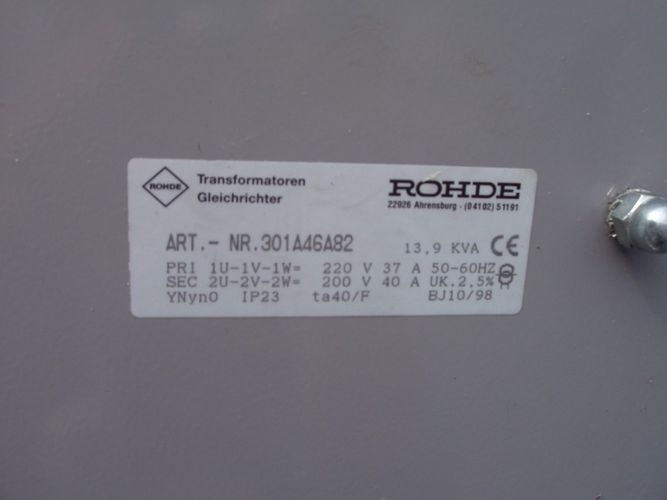 ROHDE
Transformatoren
Gleichrichter
ROHDE
22926 Ahrensburg - (04102) 51191
ART.- NR.301A46A82 13,9 KVA CE
PRI 1U-1V-1W= 220 V 37 A 50-60HZ
SEC 2U-2V-2W= 200 V 40 A UK.2,5%
YNyn0 IP23 ta40/F BJ10/98